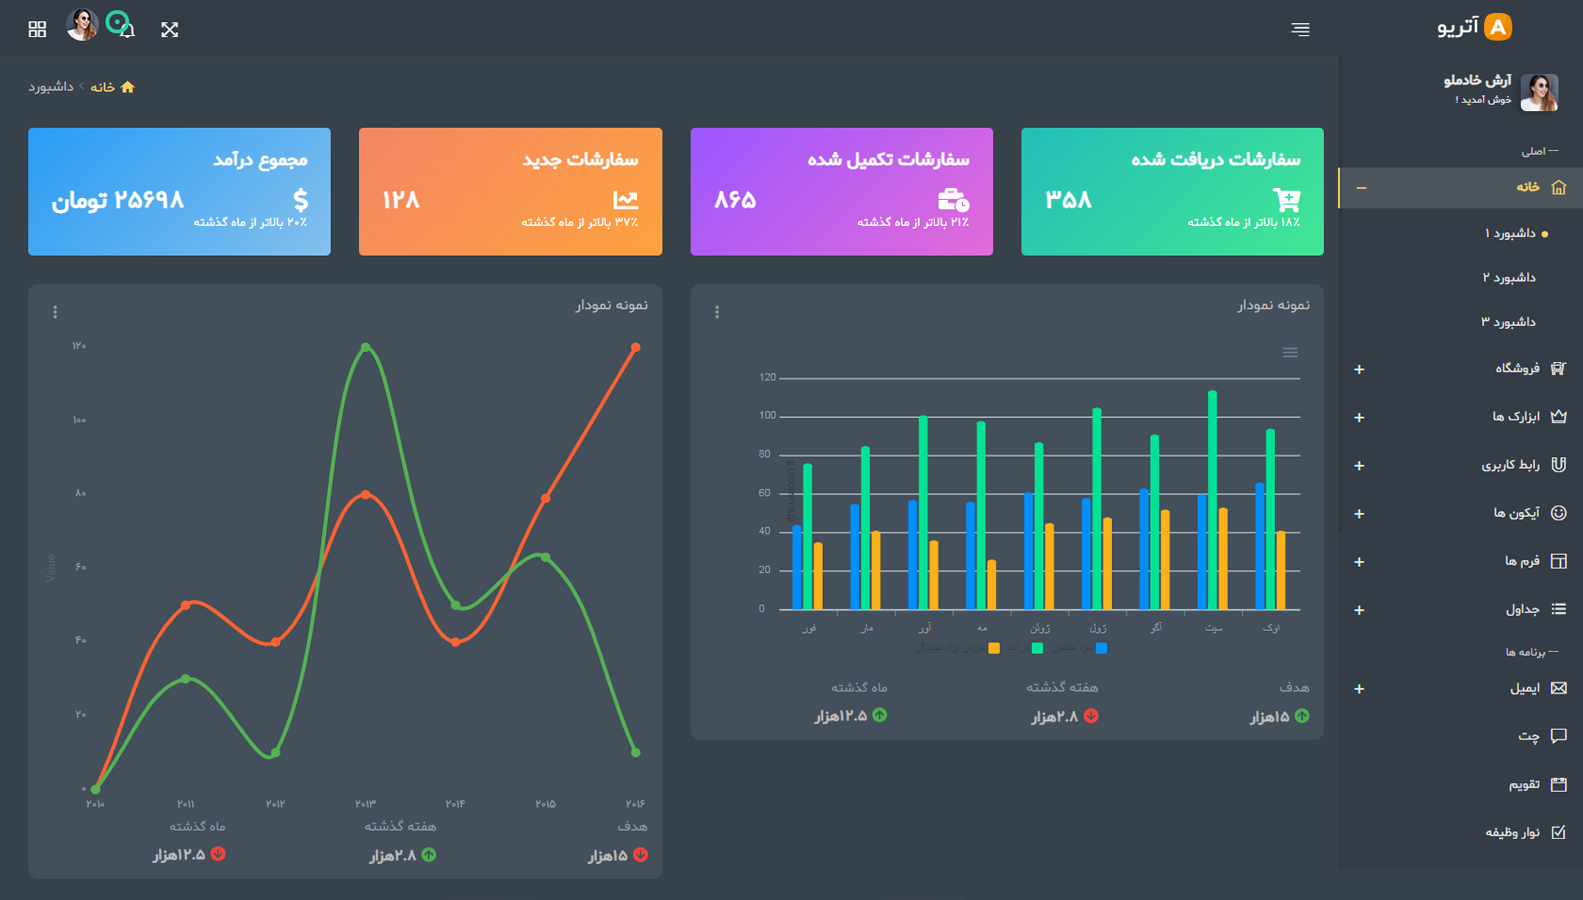 آتریو
آرش خادملو
خوش آمدید !
اصلی
خانه
داشبورد ۱
داشبورد ۲
داشبورد ۳
فروشگاه
ابزارک ها
رابط کاربری
آیکون ها
فرم ها
جداول
برنامه ها
ایمیل
چت
تقویم
نوار وظیفه
خانه > داشبورد
سفارشات دریافت شده
۳۵۸
۱۸٪ بالاتر از ماه گذشته
سفارشات تکمیل شده
۸۶۵
۲۱٪ بالاتر از ماه گذشته
سفارشات جدید
۱۲۸
۳۷٪ بالاتر از ماه گذشته
مجموع درآمد
۲۵۶۹۸ تومان
۲۰٪ بالاتر از ماه گذشته
نمونه نمودار
120
100
80
60
40
20
0
$ (thousands)
فور
مار
آور
مه
ژوئن
ژول
آگو
سپت
اوک
سود خالص
هدف
۱۵هزار
هفته گذشته
۲.۸هزار
ماه گذشته
۱۲.۵هزار
نمونه نمودار
۱۲۰
۱۰۰
۸۰
۶۰
۴۰
۲۰
۰
Value
۲۰۱۰
۲۰۱۱
۲۰۱۲
۲۰۱۳
۲۰۱۴
۲۰۱۵
۲۰۱۶
هدف
۱۵هزار
هفته گذشته
۲.۸هزار
ماه گذشته
۱۲.۵هزار